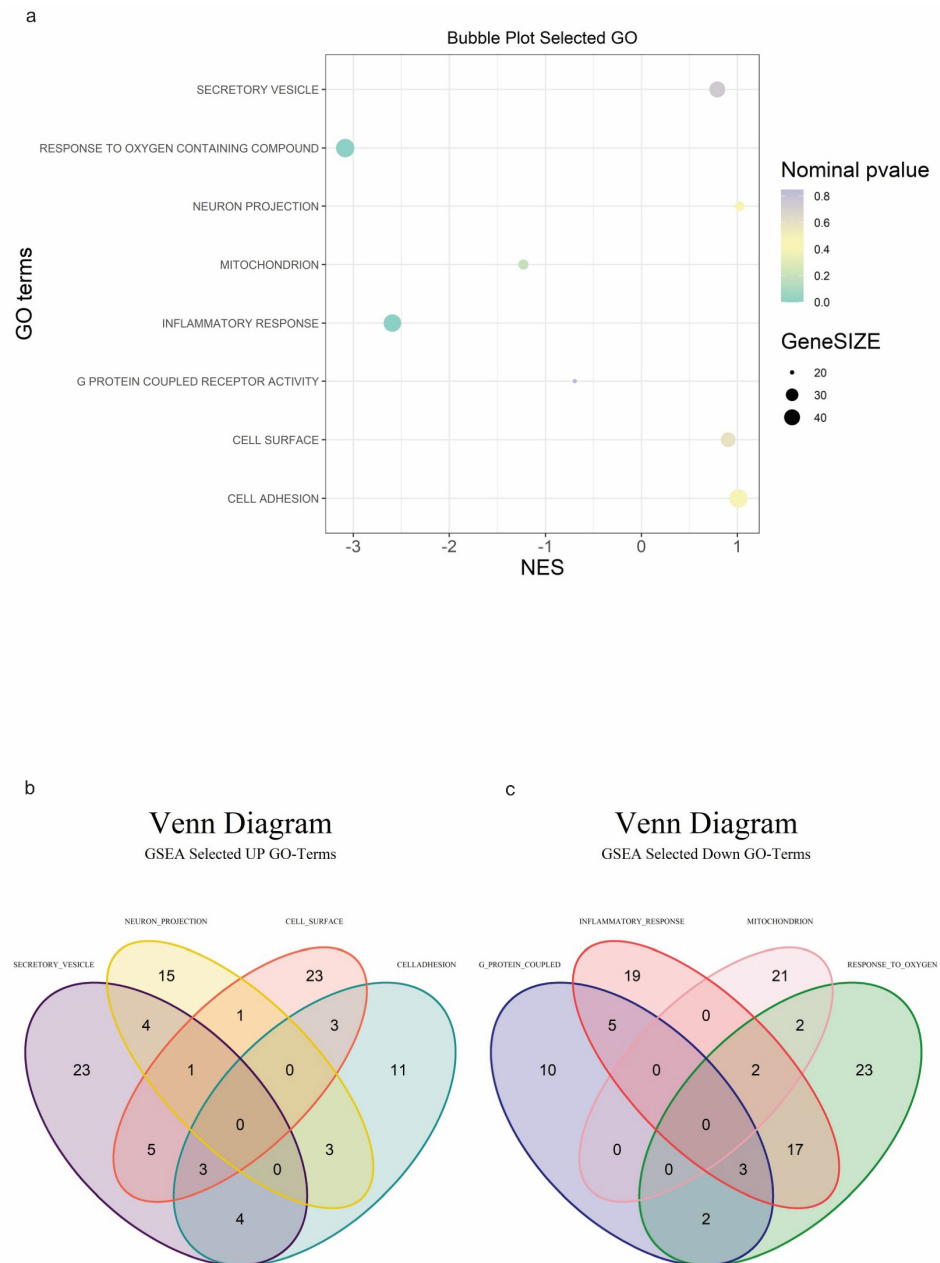 a
Bubble Plot Selected GO
GO terms
SECRETORY VESICLE
RESPONSE TO OXYGEN CONTAINING COMPOUND
NEURON PROJECTION
MITOCHONDRION
INFLAMMATORY RESPONSE
G PROTEIN COUPLED RECEPTOR ACTIVITY
CELL SURFACE
CELL ADHESION
-3 -2 -1 0 1
NES
Nominal pvalue
0.8
0.6
0.4
0.2
0.0
GeneSIZE
20
30
40
b
Venn Diagram
GSEA Selected UP GO-Terms
NEURON_PROJECTION CELL_SURFACE
SECRETORY_VESICLE CELLADHESION
15 23
4 1 3
23 1 0 11
0
5 3 0 3
4
c
Venn Diagram
GSEA Selected Down GO-Terms
INFLAMMATORY_RESPONSE MITOCHONDRION
G_PROTEIN_COUPLED RESPONSE_TO_OXYGEN
19 21
5 0 2
10 0 2 23
0
0 0 3 17
2